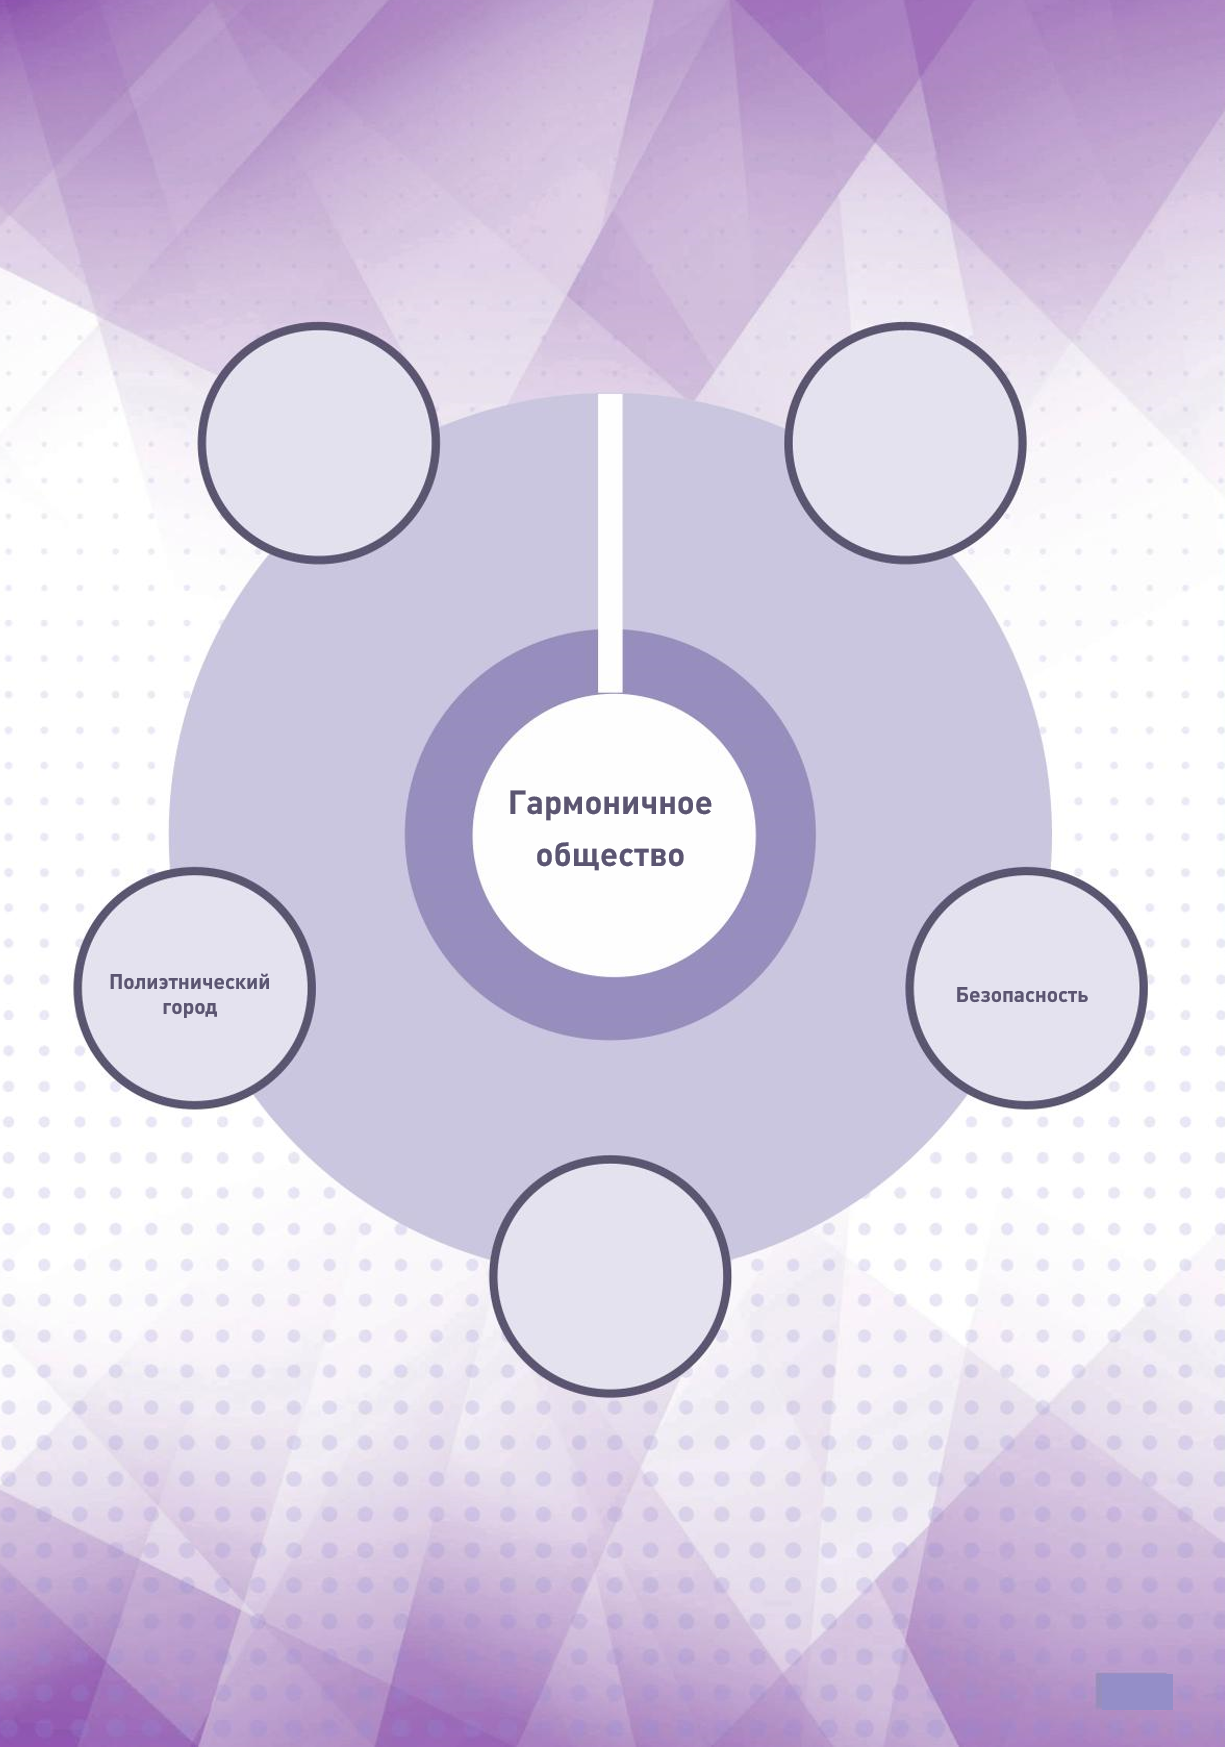 Гармоничное
общество
Полиэтнический
город
Безопасность